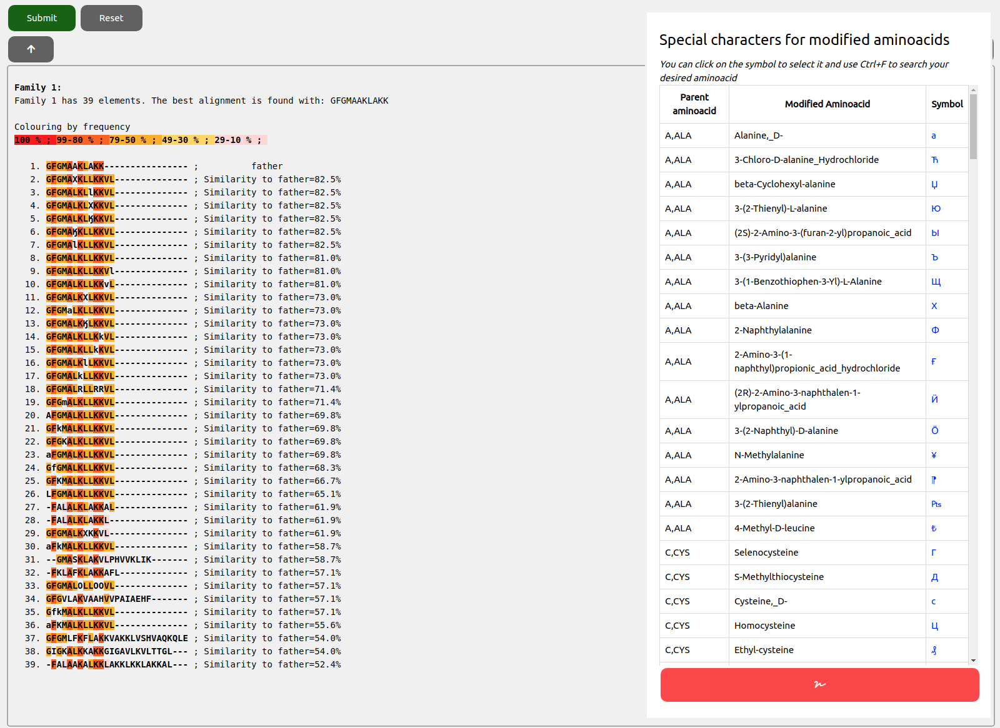 Submit
Reset
↑
Family 1:
Family 1 has 39 elements. The best alignment is found with: GFGMAAKLAKK
Colouring by frequency
100 % ; 99-80 % ; 79-50 % ; 49-30 % ; 29-10 % ;
1. GFGMAAKLAKK---------------- ; father
2. GFGMAXKLLKKVL-------------- ; Similarity to father=82.5%
3. GFGMALKLlKKVL-------------- ; Similarity to father=82.5%
4. GFGMALKLXKKVL-------------- ; Similarity to father=82.5%
5. GFGMALKLӃKKVL-------------- ; Similarity to father=82.5%
6. GFGMAӃKLLKKVL-------------- ; Similarity to father=82.5%
7. GFGMAlKLLKKVL-------------- ; Similarity to father=82.5%
8. GFGMALKLLKKVL-------------- ; Similarity to father=81.0%
9. GFGMALKLLKKVl-------------- ; Similarity to father=81.0%
10. GFGMALKLLKKvL-------------- ; Similarity to father=81.0%
11. GFGMALKXLKKVL-------------- ; Similarity to father=73.0%
12. GFGMaLKLLKKVL-------------- ; Similarity to father=73.0%
13. GFGMALKӃLKKVL-------------- ; Similarity to father=73.0%
14. GFGMALKLLKkVL-------------- ; Similarity to father=73.0%
15. GFGMALKLLkKVL-------------- ; Similarity to father=73.0%
16. GFGMALKlLKKVL-------------- ; Similarity to father=73.0%
17. GFGMALkLLKKVL-------------- ; Similarity to father=73.0%
18. GFGMALRLLRRVL-------------- ; Similarity to father=71.4%
19. GFGmALKLLKKVL-------------- ; Similarity to father=71.4%
20. AFGMALKLLKKVL-------------- ; Similarity to father=69.8%
21. GFkMALKLLKKVL-------------- ; Similarity to father=69.8%
22. GFGKALKLLKKVL-------------- ; Similarity to father=69.8%
23. aFGMALKLLKKVL-------------- ; Similarity to father=69.8%
24. GfGMALKLLKKVL-------------- ; Similarity to father=68.3%
25. GFKMALKLLKKVL-------------- ; Similarity to father=66.7%
26. LFGMALKLLKKVL-------------- ; Similarity to father=65.1%
27. -FALALKLAKKAL-------------- ; Similarity to father=61.9%
28. -FALALKLAKKL--------------- ; Similarity to father=61.9%
29. GFGMALKXKKVL--------------- ; Similarity to father=61.9%
30. aFkMALKLLKKVL-------------- ; Similarity to father=58.7%
31. --GMASKLAKVLPHVVKLIK------- ; Similarity to father=58.7%
32. -FKLAFKLAKKAFL------------- ; Similarity to father=57.1%
33. GFGMALOLLOOVL-------------- ; Similarity to father=57.1%
34. GFGVLAKVAAHVVPAIAEHF------- ; Similarity to father=57.1%
35. GfkMALKLLKKVL-------------- ; Similarity to father=57.1%
36. aFKMALKLLKKVL-------------- ; Similarity to father=55.6%
37. GFGMLFKFLAKKVAKKLVSHVAQKQLE ; Similarity to father=54.0%
38. GIGKALKKAKKGIGAVLKVLTTGL--- ; Similarity to father=54.0%
39. -FALAAKALKKLAKKLKKLAKKAL--- ; Similarity to father=52.4%
Special characters for modified aminoacids
You can click on the symbol to select it and use Ctrl+F to search your
desired aminoacid
Parent aminoacid Modified Aminoacid Symbol
A,ALA Alanine,_D- a
A,ALA 3-Chloro-D-alanine_Hydrochloride Ћ
A,ALA beta-Cyclohexyl-alanine Џ
A,ALA 3-(2-Thienyl)-L-alanine Ю
A,ALA (2S)-2-Amino-3-(furan-2-yl)propanoic_acid Ы
A,ALA 3-(3-Pyridyl)alanine Ъ
A,ALA 3-(1-Benzothiophen-3-Yl)-L-Alanine Щ
A,ALA beta-Alanine Х
A,ALA 2-Naphthylalanine Ф
A,ALA 2-Amino-3-(1-naphthyl)propionic_acid_hydrochloride Ғ
A,ALA (2R)-2-Amino-3-naphthalen-1-ylpropanoic_acid Ӥ
A,ALA 3-(2-Naphthyl)-D-alanine Ö
A,ALA N-Methylalanine ¥
A,ALA 2-Amino-3-naphthalen-1-ylpropanoic_acid ⁋
A,ALA 3-(2-Thienyl)alanine ₧
A,ALA 4-Methyl-D-leucine ₺
C,CYS Selenocysteine Г
C,CYS S-Methylthiocysteine Д
C,CYS Cysteine,_D- c
C,CYS Homocysteine Ц
C,CYS Ethyl-cysteine ₰